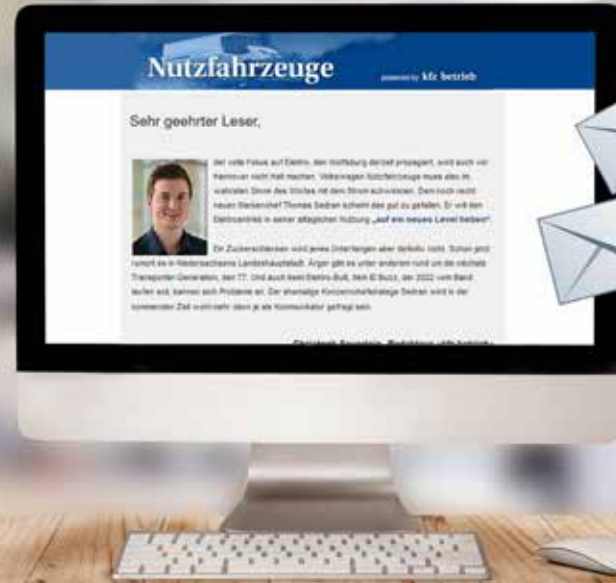 Nutzfahrzeuge
powered by kfz betrieb
Sehr geehrter Leser,
der volle Fokus auf Elektro, den Wolfsburg derzeit propagiert, wird auch vor
Hannover nicht Halt machen. Volkswagen Nutzfahrzeuge muss also im
wahrsten Sinne des Wortes mit dem Strom schwimmen. Dem noch recht
neuen Markenchef Thomas Sedran scheint das gut zu gefallen. Er will den
Elektroantrieb in seiner alltäglichen Nutzung „auf ein neues Level heben“.
Ein Zuckerschlecken wird jenes Unterfangen aber definitiv nicht. Schon jetzt
rumort es in Niedersachsens Landeshauptstadt. Ärger gibt es unter anderem rund um die nächste
Transporter-Generation, den T7. Und auch beim Elektro-Bulli, dem ID Buzz, der 2022 vom Band
laufen soll, bahnen sich Probleme an. Der ehemalige Konzernchefstratege Sedran wird in der
kommenden Zeit wohl mehr denn je als Kommunikator gefragt sein.